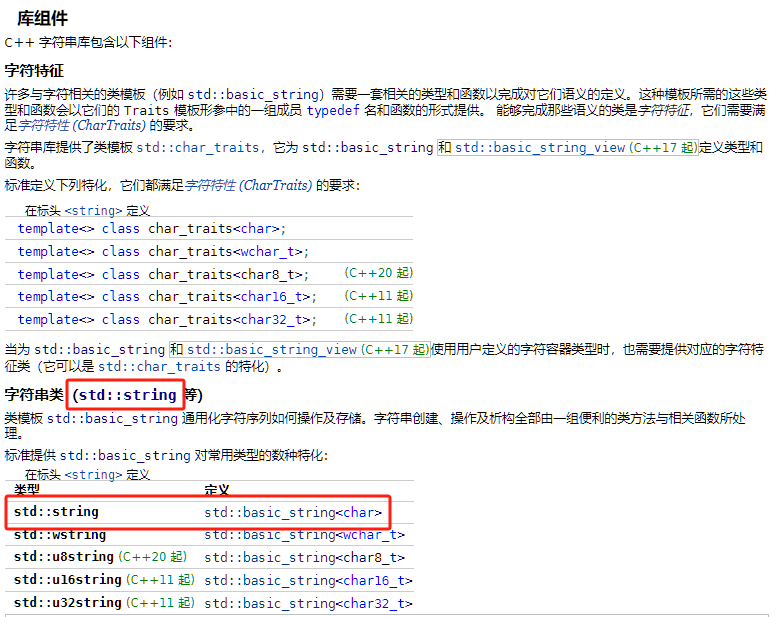 库组件
C++ 字符串库包含以下组件：
字符特征
许多与字符相关的类模板（例如 std::basic_string）需要一套相关的类型和函数以完成对它们语义的定义。这种模板所需的这些类
型和函数会以它们的 Traits 模板形参中的一组成员 typedef 名和函数的形式提供。 能够完成那些语义的类是字符特征，它们需要满
足字符特性 (CharTraits) 的要求。
字符串库提供了类模板 std::char_traits，它为 std::basic_string 和 std::basic_string_view (C++17 起)定义类型和
函数。
标准定义下列特化，它们都满足字符特性 (CharTraits) 的要求：
在标头 <string> 定义
template<> class char_traits<char>;
template<> class char_traits<wchar_t>;
template<> class char_traits<char8_t>; (C++20 起)
template<> class char_traits<char16_t>; (C++11 起)
template<> class char_traits<char32_t>; (C++11 起)
当为 std::basic_string 和 std::basic_string_view (C++17 起)使用用户定义的字符容器类型时，也需要提供对应的字符特
征类（它可以是 std::char_traits 的特化）。
字符串类 (std::string 等)
类模板 std::basic_string 通用化字符序列如何操作及存储。字符串创建、操作及析构全部由一组便利的类方法与相关函数所处
理。
标准提供 std::basic_string 对常用类型的数种特化：
在标头 <string> 定义
类型 定义
std::string std::basic_string<char>
std::wstring std::basic_string<wchar_t>
std::u8string (C++20 起) std::basic_string<char8_t>
std::u16string (C++11 起) std::basic_string<char16_t>
std::u32string (C++11 起) std::basic_string<char32_t>